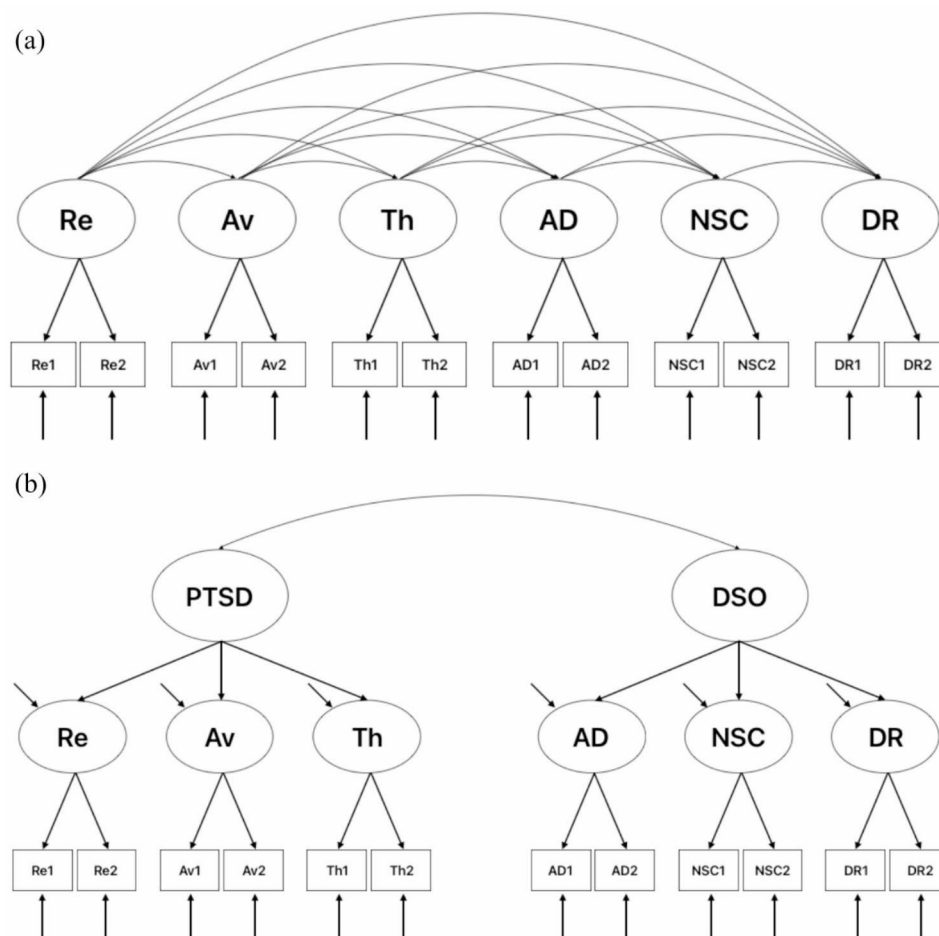 (a)
Re Av Th AD NSC DR
Re1 Re2 Av1 Av2 Th1 Th2 AD1 AD2 NSC1 NSC2 DR1 DR2
(b)
PTSD DSO
Re Av Th AD NSC DR
Re1 Re2 Av1 Av2 Th1 Th2 AD1 AD2 NSC1 NSC2 DR1 DR2